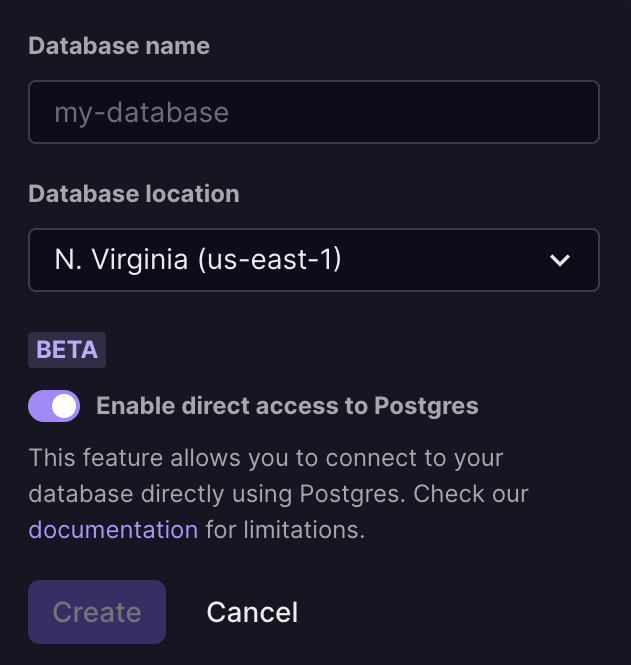 Database name
my-database
Database location
N. Virginia (us-east-1)
BETA
Enable direct access to Postgres
This feature allows you to connect to your
database directly using Postgres. Check our
documentation for limitations.
Create
Cancel